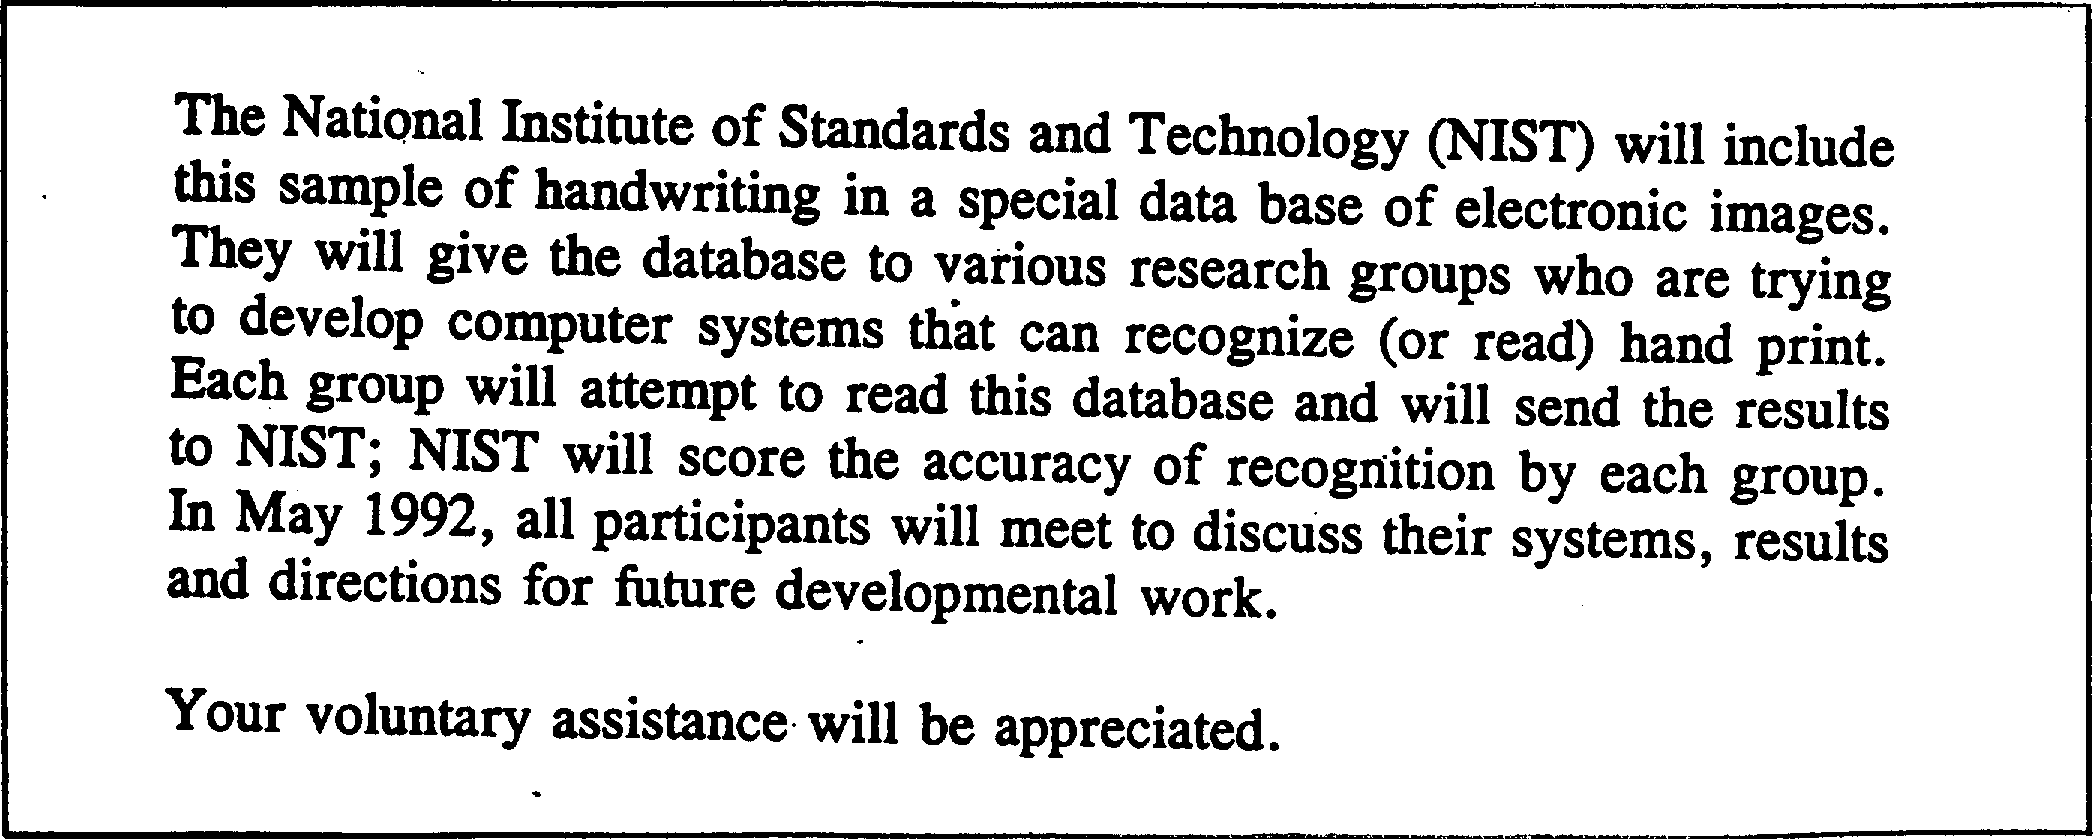 The National Institute of Standards and Technology (NIST) will include
this sample of handwriting in a special data base of electronic images.
They will give the database to various research groups who are trying
to develop computer systems that can recognize (or read) hand print.
Each group will attempt to read this database and will send the results
to NIST; NIST will score the accuracy of recognition by each group.
In May 1992, all participants will meet to discuss their systems, results
and directions for future developmental work.
Your voluntary assistance will be appreciated.